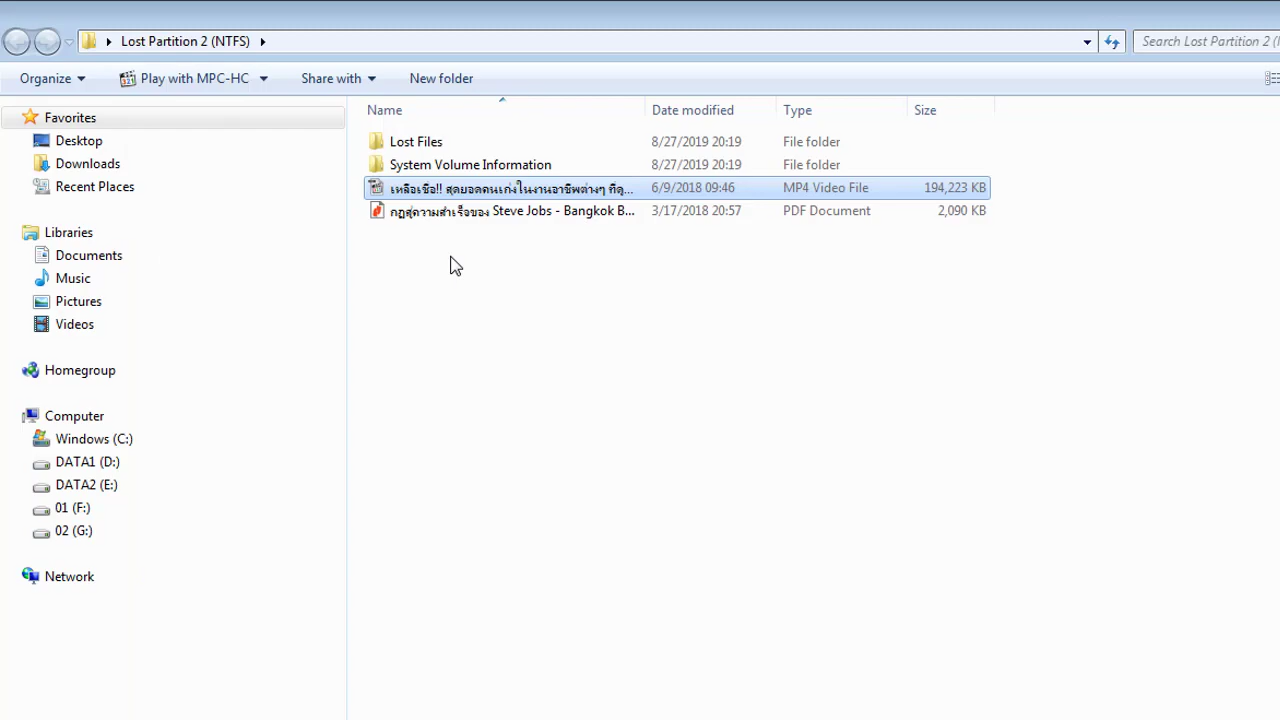 Lost Partition 2 (NTFS)
Search Lost Partition 2 (
Organize Play with MPC-HC Share with New folder
Name Date modified Type Size
Favorites
Desktop
Downloads
Recent Places
Libraries
Documents
Music
Pictures
Videos
Homegroup
Computer
Windows (C:)
DATA1 (D:)
DATA2 (E:)
01 (F:)
02 (G:)
Network
Lost Files 8/27/2019 20:19 File folder
System Volume Information 8/27/2019 20:19 File folder
เหลือเชื่อ!! สุดยอดคนเก่งในงานอาชีพต่างๆ ที่ดู... 6/9/2018 09:46 MP4 Video File 194,223 KB
กฎสู่ความสำเร็จของ Steve Jobs - Bangkok B... 3/17/2018 20:57 PDF Document 2,090 KB